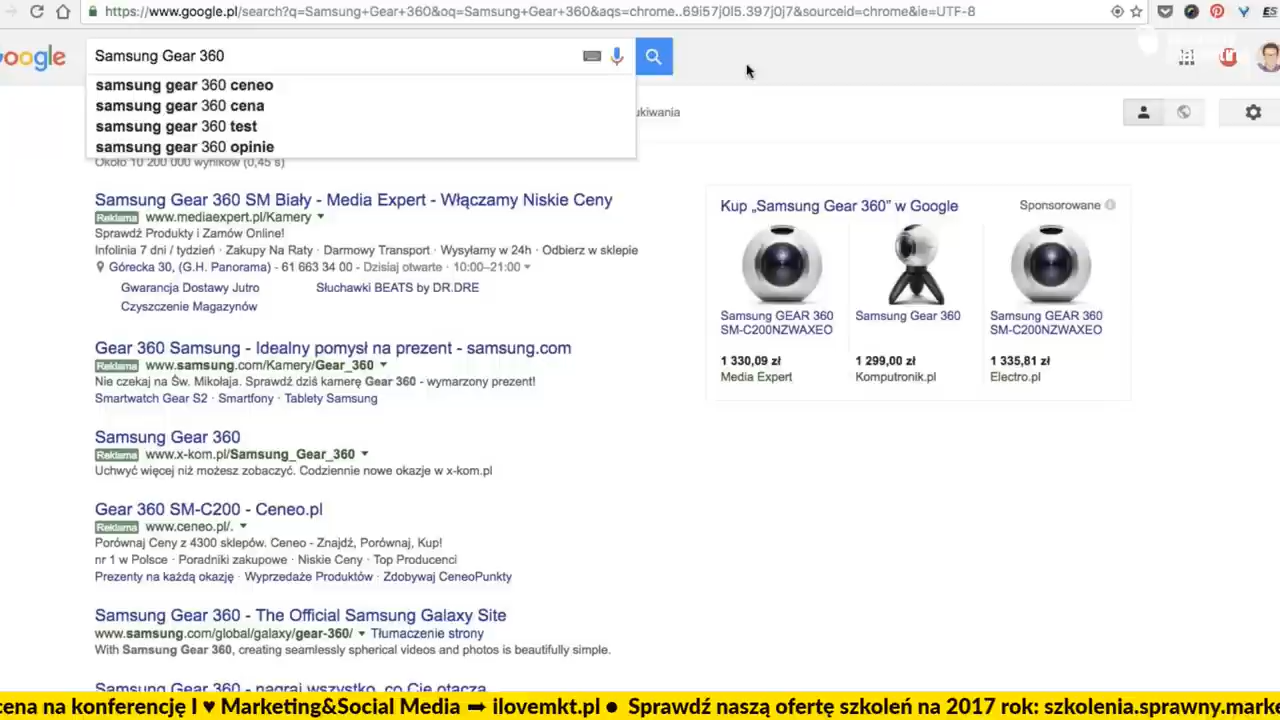 https://www.google.pl/search?q=Samsung+Gear+360&oq=Samsung+Gear+360&aqs=chrome..69i57j0l5.397j0j7&sourceid=chrome&ie=UTF-8
ES
oogle
Samsung Gear 360
samsung gear 360 ceneo
samsung gear 360 cena
samsung gear 360 test
samsung gear 360 opinie
ukiwania
Około 10 200 000 wyników (0,45 s)
Samsung Gear 360 SM Biały - Media Expert - Włączamy Niskie Ceny
Reklama www.mediaexpert.pl/Kamery
Sprawdź Produkty i Zamów Online!
Infolinia 7 dni / tydzień · Zakupy Na Raty · Darmowy Transport · Wysyłamy w 24h · Odbierz w sklepie
Górecka 30, (G.H. Panorama) - 61 663 34 00 - Dzisiaj otwarte · 10:00–21:00
Gwarancja Dostawy Jutro
Słuchawki BEATS by DR.DRE
Czyszczenie Magazynów
Gear 360 Samsung - Idealny pomysł na prezent - samsung.com
Reklama www.samsung.com/Kamery/Gear_360
Nie czekaj na Św. Mikołaja. Sprawdź dziś kamerę Gear 360 - wymarzony prezent!
Smartwatch Gear S2 · Smartfony · Tablety Samsung
Samsung Gear 360
Reklama www.x-kom.pl/Samsung_Gear_360
Uchwyć więcej niż możesz zobaczyć. Codziennie nowe okazje w x-kom.pl
Gear 360 SM-C200 - Ceneo.pl
Reklama www.ceneo.pl/.
Porównaj Ceny z 4300 sklepów. Ceneo - Znajdź, Porównaj, Kup!
nr 1 w Polsce · Poradniki zakupowe · Niskie Ceny · Top Producenci
Prezenty na każdą okazję · Wyprzedaże Produktów · Zdobywaj CeneoPunkty
Samsung Gear 360 - The Official Samsung Galaxy Site
www.samsung.com/global/galaxy/gear-360/ Tłumaczenie strony
With Samsung Gear 360, creating seamlessly spherical videos and photos is beautifully simple.
Samsung Gear 360 - nagraj wszystko, co Cię otacza
Kup „Samsung Gear 360” w Google
Sponsorowane
Samsung GEAR 360
SM-C200NZWAXEO
1 330,09 zł
Media Expert
Samsung Gear 360
1 299,00 zł
Komputronik.pl
Samsung GEAR 360
SM-C200NZWAXEO
1 335,81 zł
Electro.pl
cena na konferencję I ♥ Marketing&Social Media ➡ ilovemkt.pl ● Sprawdź naszą ofertę szkoleń na 2017 rok: szkolenia.sprawny.marke